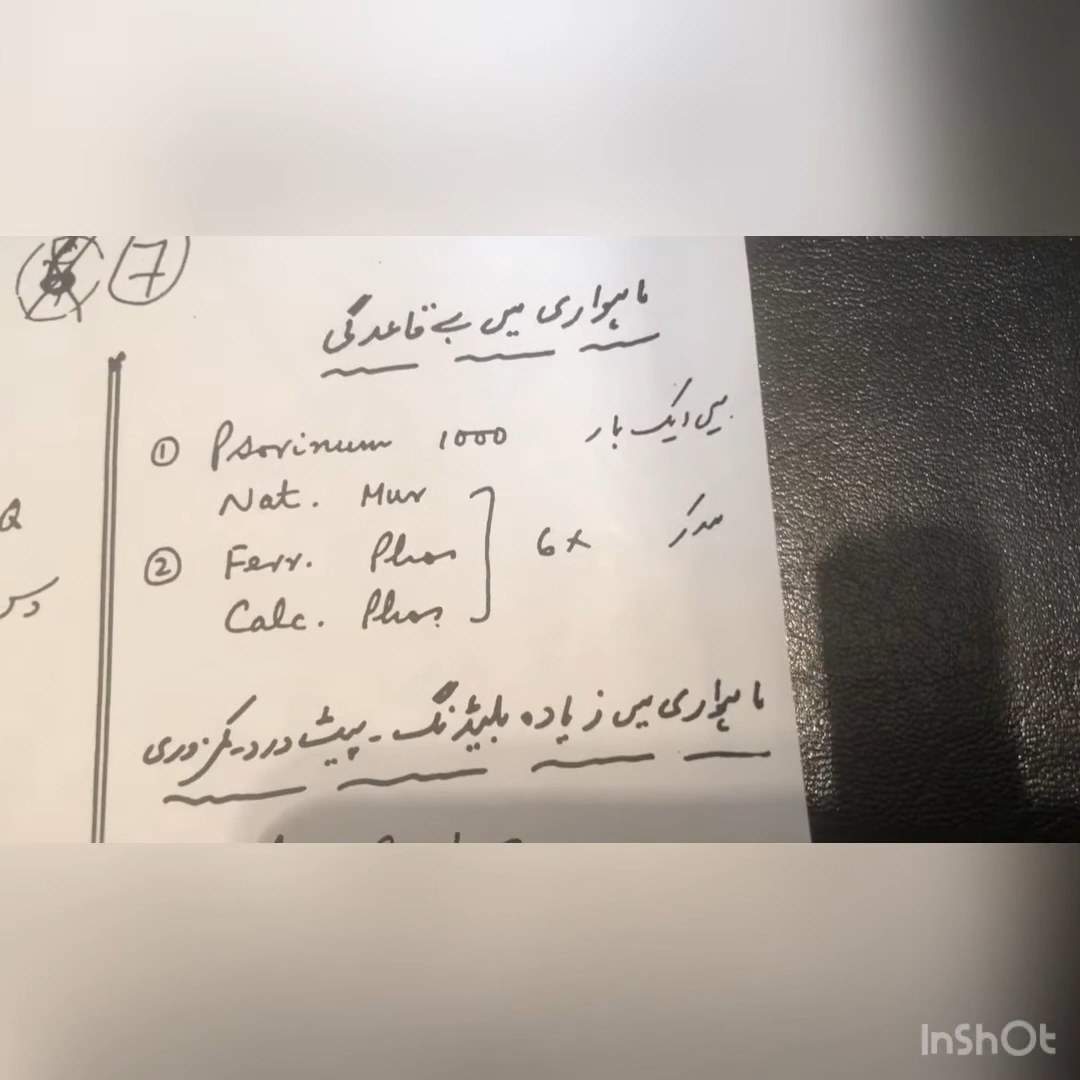 7
ماہواری میں بے قاعدگی
① Psorinum 1000 میں ایک بار
Nat. Mur
② Ferr. Phos 6x
Calc. Phos
ماہواری میں زیادہ بلیڈنگ - پیٹ درد - کمزوری
InShOt